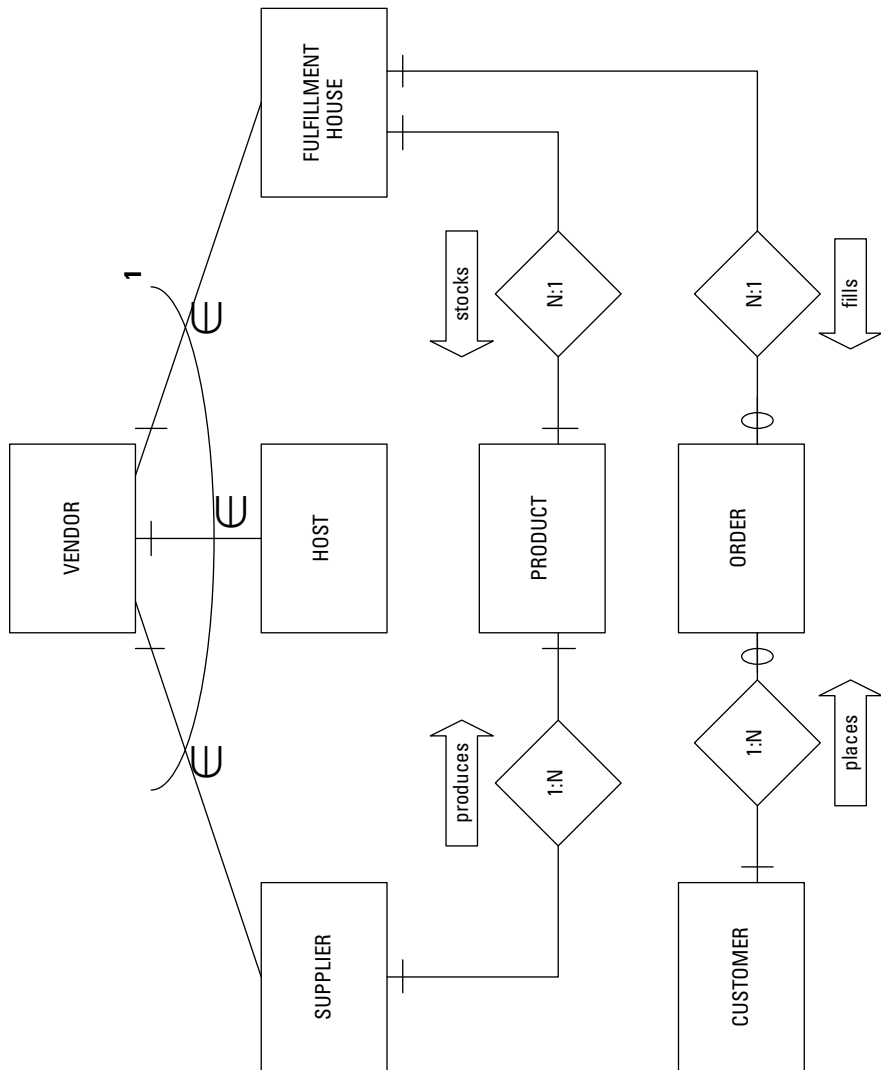 VENDOR
1
∈
∈
∈
SUPPLIER
HOST
FULFILLMENT
HOUSE
produces
stocks
1:N
PRODUCT
N:1
CUSTOMER
1:N
ORDER
N:1
places
fills